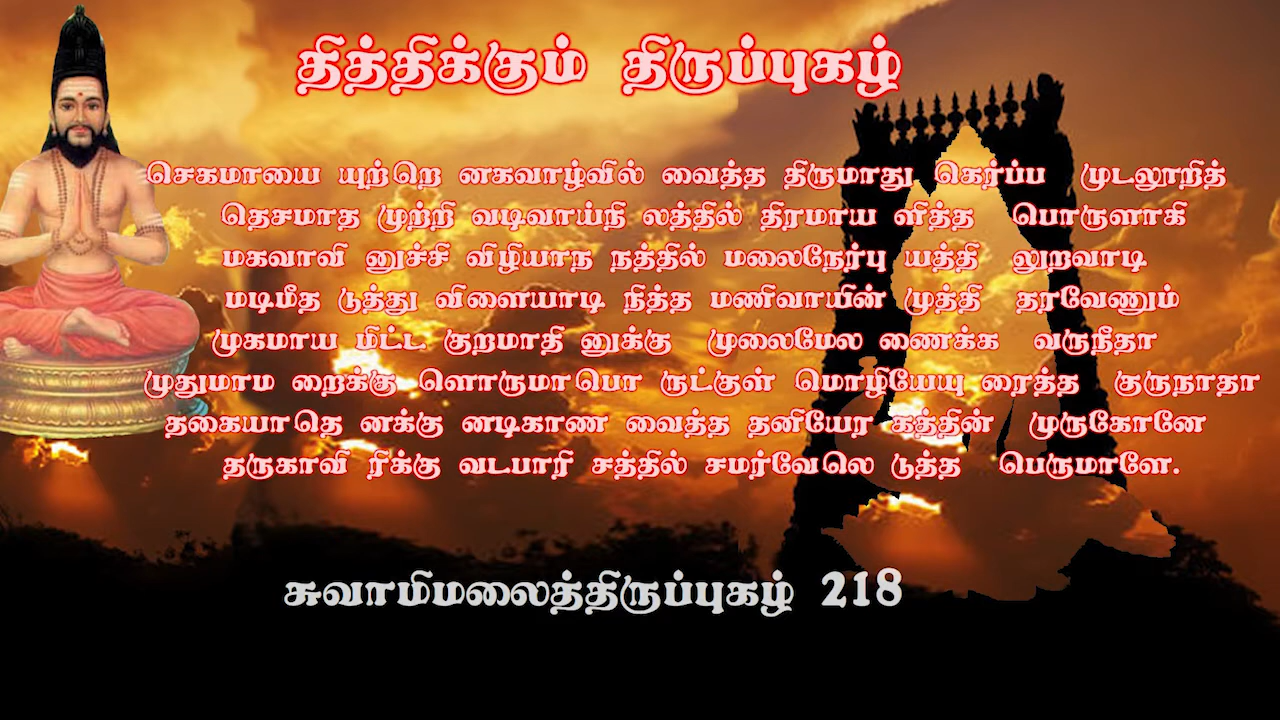 தித்திக்கும் திருப்புகழ்
செகமாயை யுற்றெ னகவாழ்வில் வைத்த திருமாது கெர்ப்ப முடலூறித்
தெசமாத முற்றி வடிவாய்நி லத்தில் திரமாய ளித்த பொருளாகி
மகவாவி னுச்சி விழியாந நத்தில் மலைநேர்பு யத்தி லுறவாடி
மடிமீத டுத்து விளையாடி நித்த மணிவாயின் முத்தி தரவேணும்
முகமாய மிட்ட குறமாதி னுக்கு முலைமேல ணைக்க வருநீதா
முதுமாம றைக்கு ளொருமாபொ ருட்குள் மொழியேயு ரைத்த குருநாதா
தகையாதெ னக்கு னடிகாண வைத்த தனியேர கத்தின் முருகோனே
தருகாவி ரிக்கு வடபாரி சத்தில் சமர்வேலெ டுத்த பெருமாளே.
சுவாமிமலைத்திருப்புகழ் 218